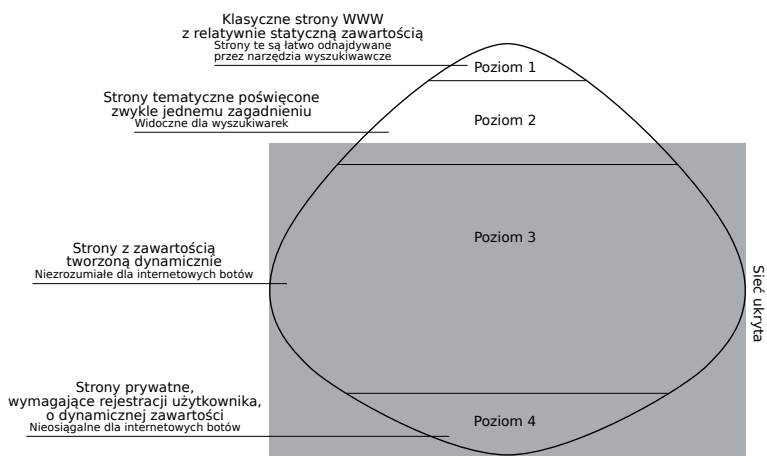 Klasyczne strony WWW
z relatywnie statyczną zawartością
Strony te są łatwo odnajdywane
przez narzędzia wyszukiwawcze
Poziom 1
Strony tematyczne poświęcone
zwykle jednemu zagadnieniu
Widoczne dla wyszukiwarek
Poziom 2
Poziom 3
Strony z zawartością
tworzoną dynamicznie
Niezrozumiałe dla internetowych botów
Sieć ukryta
Strony prywatne,
wymagające rejestracji użytkownika,
o dynamicznej zawartości
Nieosiągalne dla internetowych botów
Poziom 4